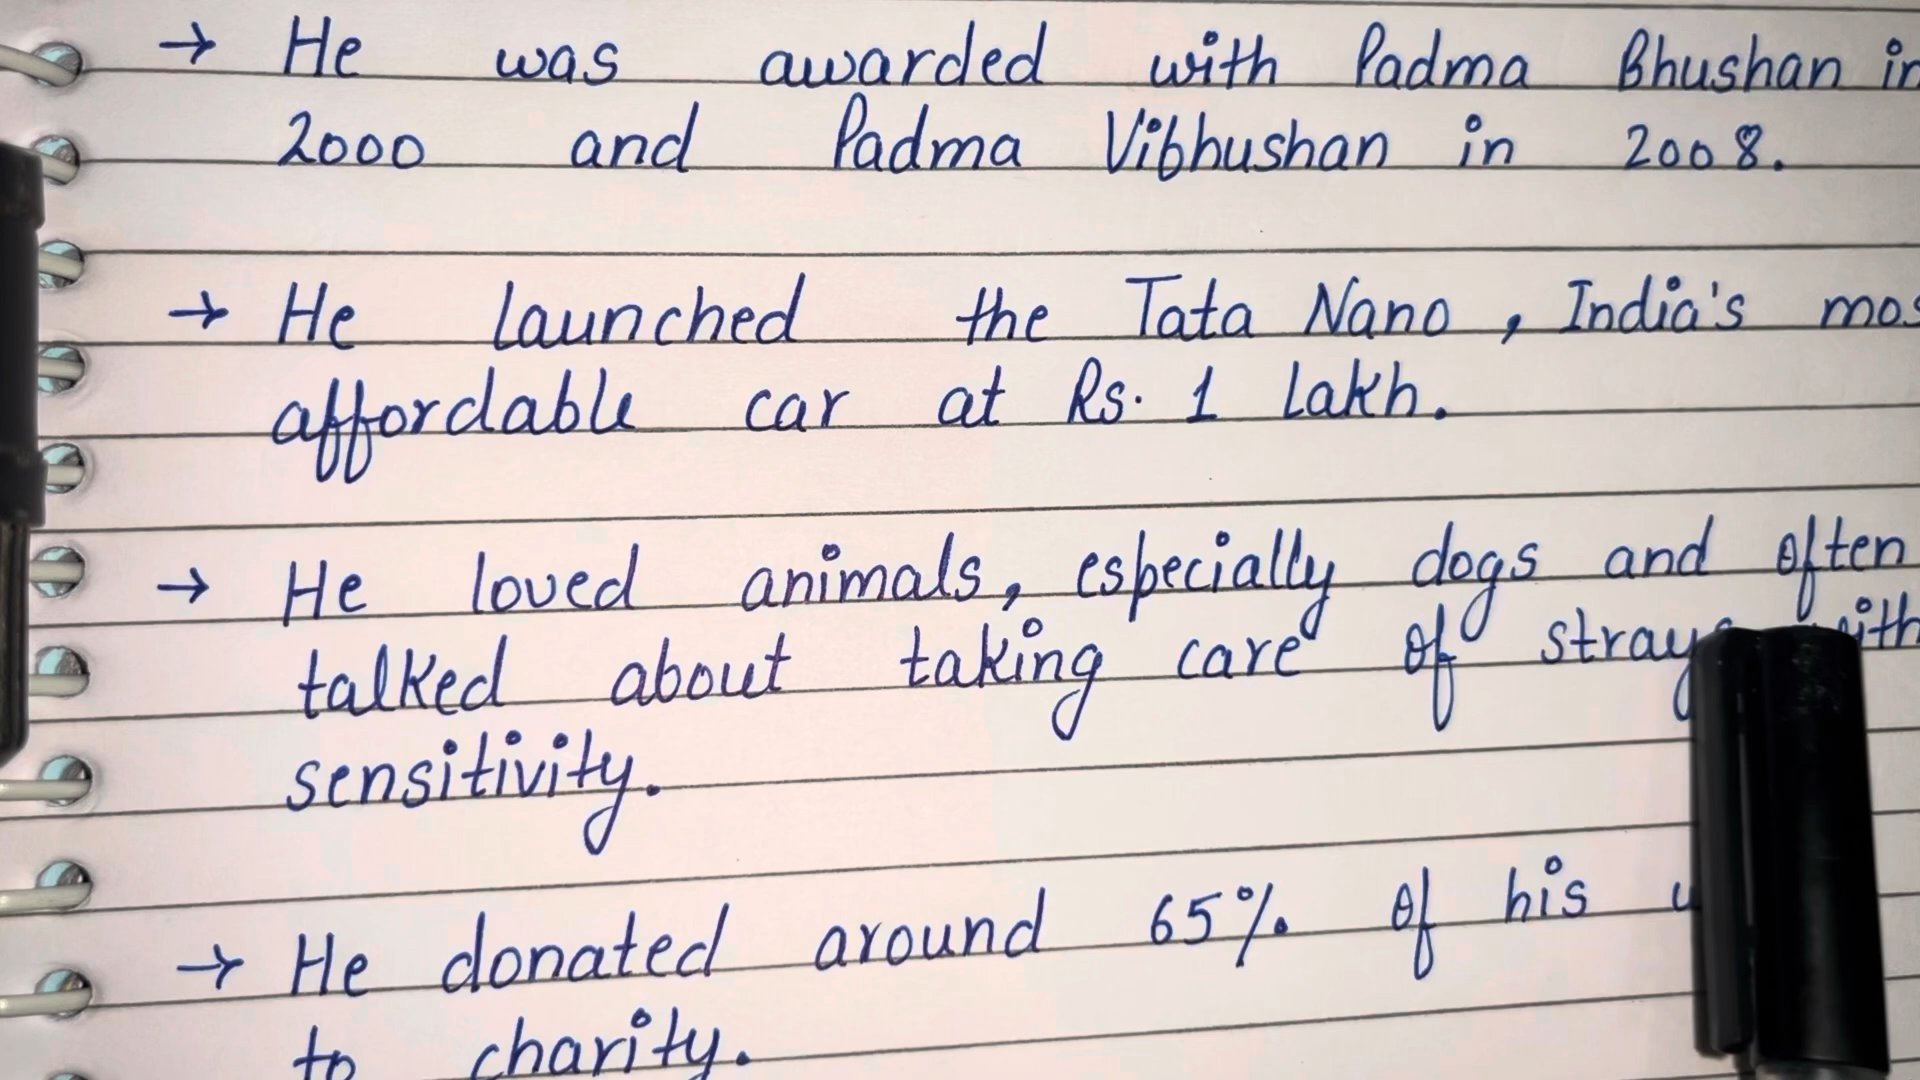 → He was awarded with Padma Bhushan in
2000 and Padma Vibhushan in 2008.
→ He launched the Tata Nano, India's
affordable car at Rs. 1 lakh.
→ He loved animals, especially dogs and often
talked about taking care of strays with
sensitivity.
→ He donated around 65% of his
to charity.